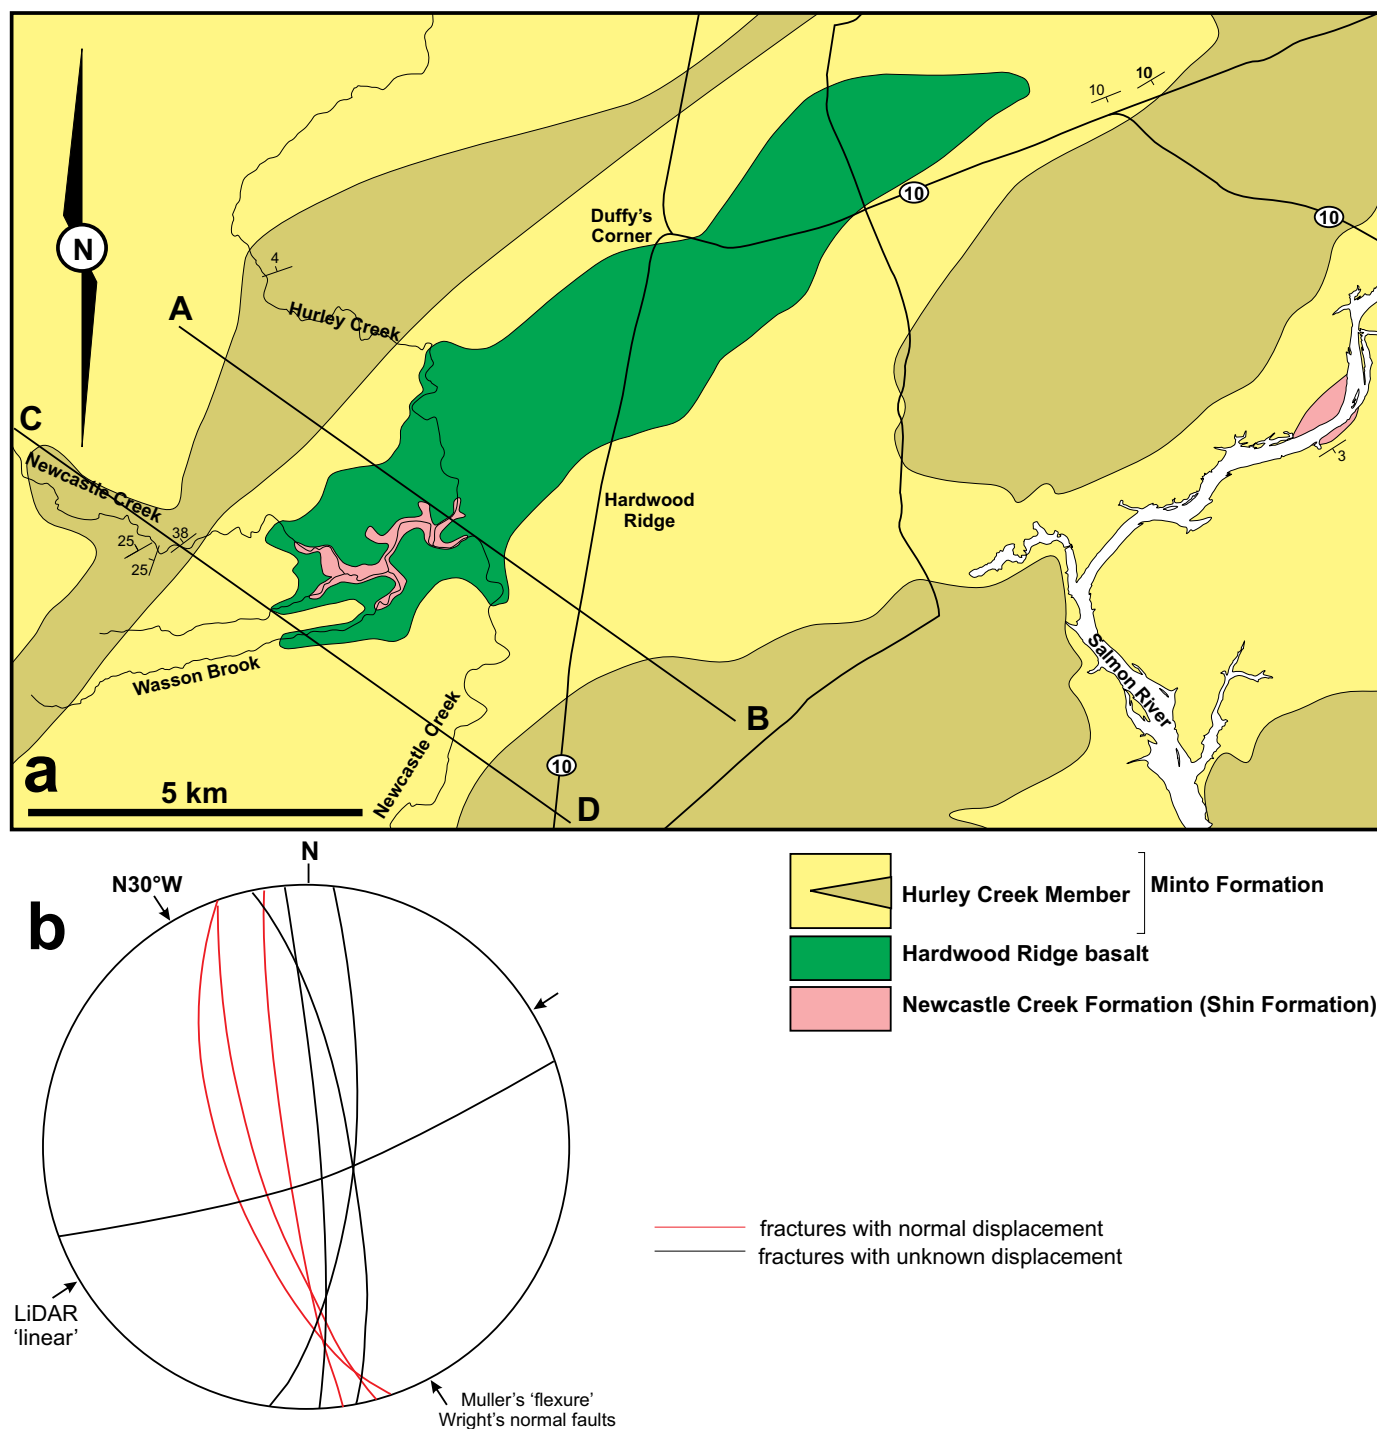 10
10
10
Duffy’s
Corner
10
N
4
A
Hurley Creek
C
Newcastle Creek
Hardwood
Ridge
3
38
25
25
Salmon River
Wasson Brook
B
Newcastle Creek
10
a
5 km
D
N
N30°W
b
Hurley Creek Member
Minto Formation
Hardwood Ridge basalt
Newcastle Creek Formation (Shin Formation)
fractures with normal displacement
fractures with unknown displacement
LiDAR
‘linear’
Muller’s ‘flexure’
Wright’s normal faults